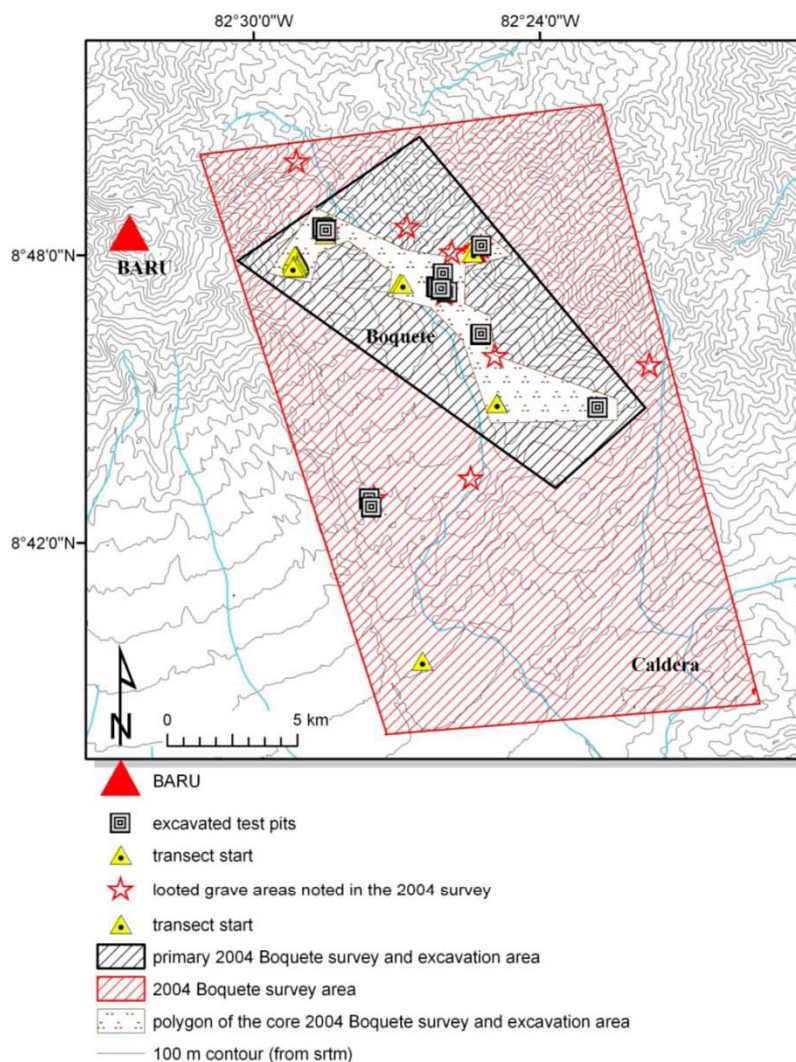 82°30'0"W 82°24'0"W
8°48'0"N
BARU
Boquete
8°42'0"N
Caldera
N
0 5 km
BARU
excavated test pits
transect start
looted grave areas noted in the 2004 survey
transect start
primary 2004 Boquete survey and excavation area
2004 Boquete survey area
polygon of the core 2004 Boquete survey and excavation area
100 m contour (from srtm)